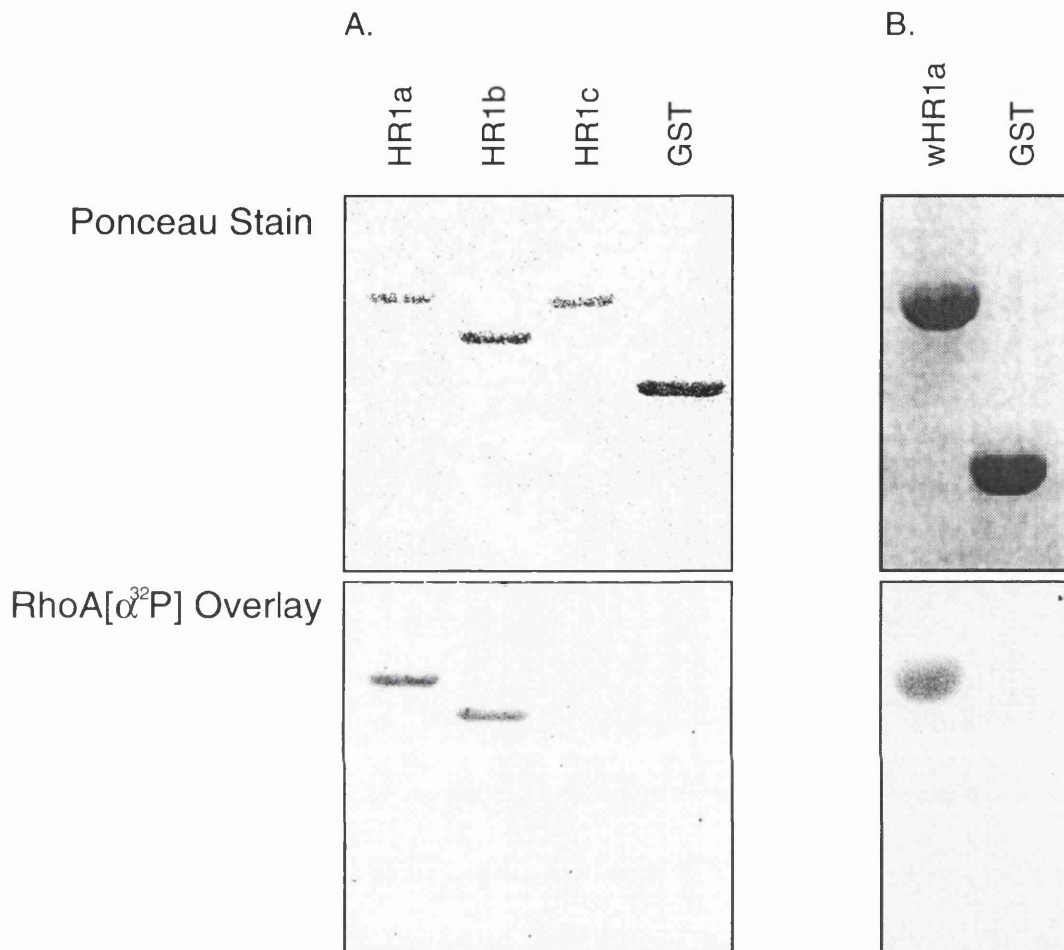 A.
HR1a
HR1b
HR1c
GST
B.
wHR1a
GST
Ponceau Stain
RhoA[α³²P] Overlay